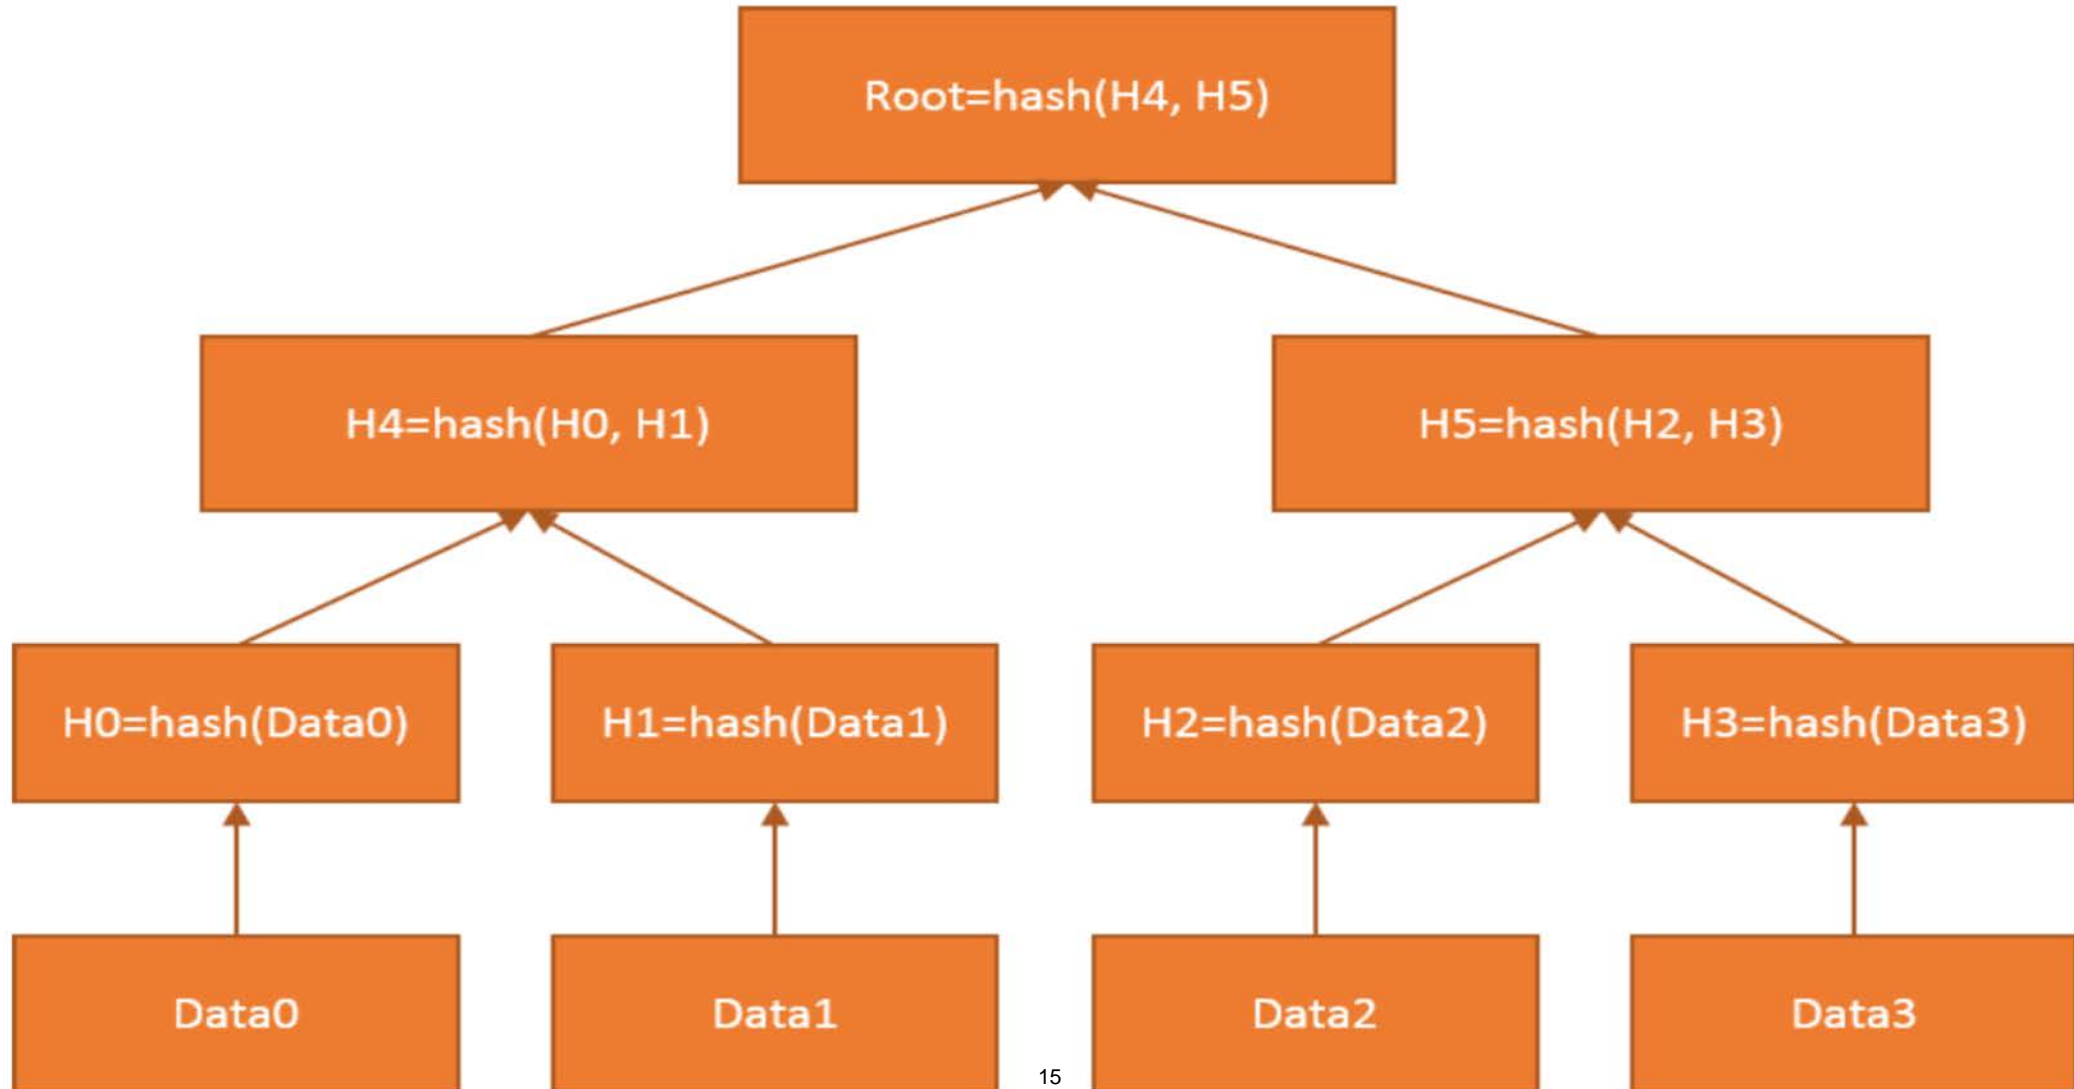 Root=hash(H4, H5)
H4=hash(H0, H1)
H5=hash(H2, H3)
H0=hash(Data0)
H1=hash(Data1)
H2=hash(Data2)
H3=hash(Data3)
Data0
Data1
Data2
Data3
15